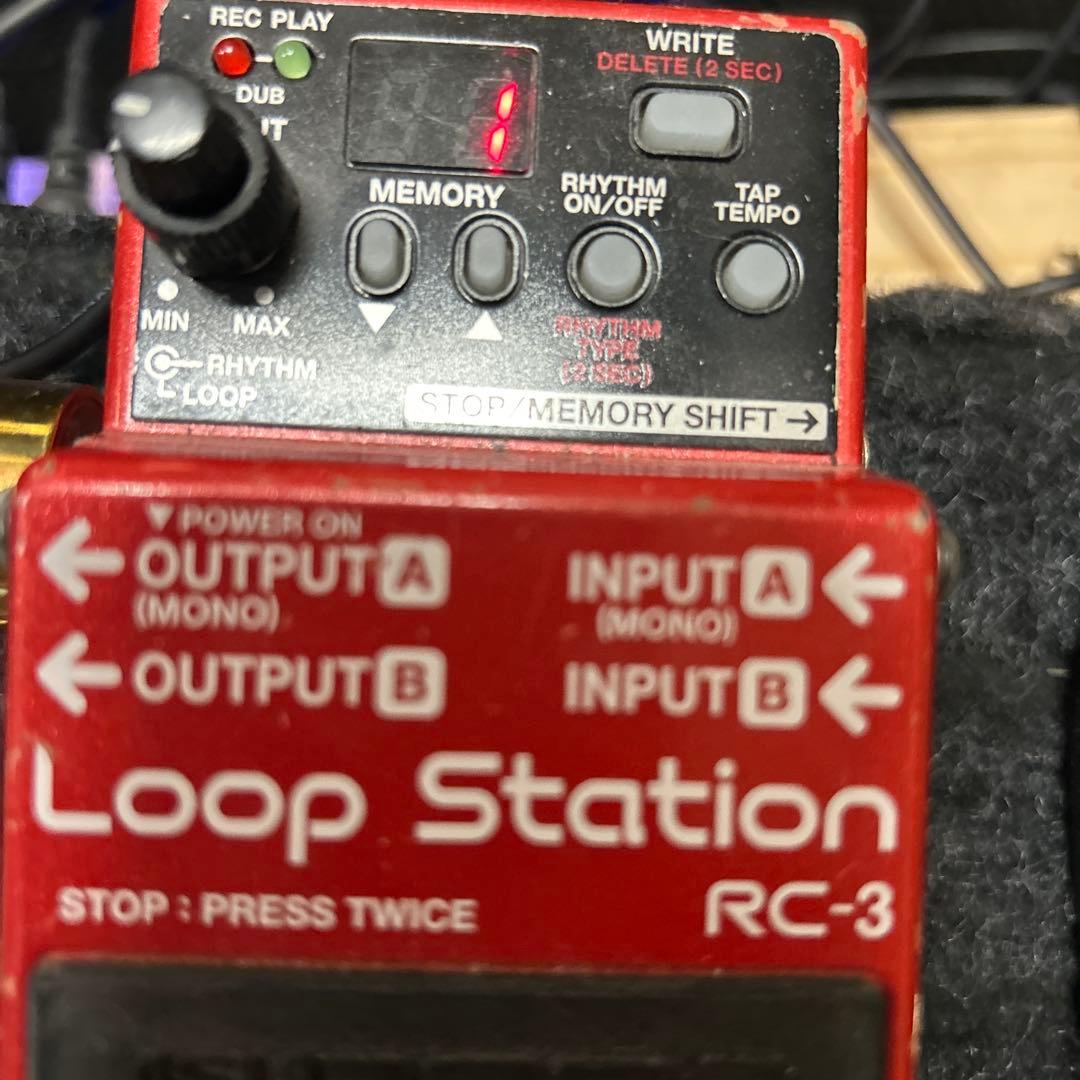 REC PLAY
DUB
1
WRITE
DELETE (2 SEC)
MEMORY
RHYTHM
ON/OFF
TAP
TEMPO
MIN
MAX
▼
▲
RHYTHM
TYPE
(2 SEC)
RHYTHM
LOOP
STOP/MEMORY SHIFT →
▼POWER ON
← OUTPUT A
(MONO)
INPUT A ←
(MONO)
← OUTPUT B
INPUT B ←
Loop Station
STOP : PRESS TWICE
RC-3